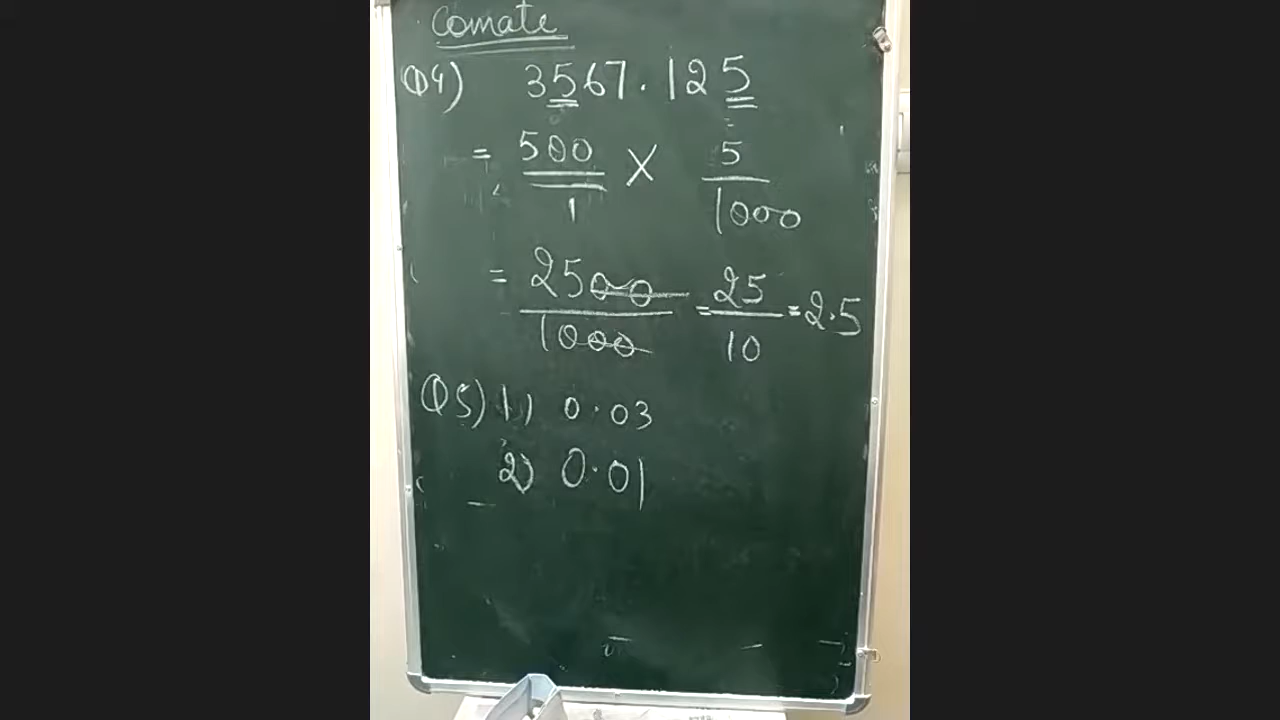 Comate
Q4) 3567.125
= 500/1 × 5/1000
= 2500/1000 = 25/10 = 2.5
Q5) 1) 0.03
2) 0.01